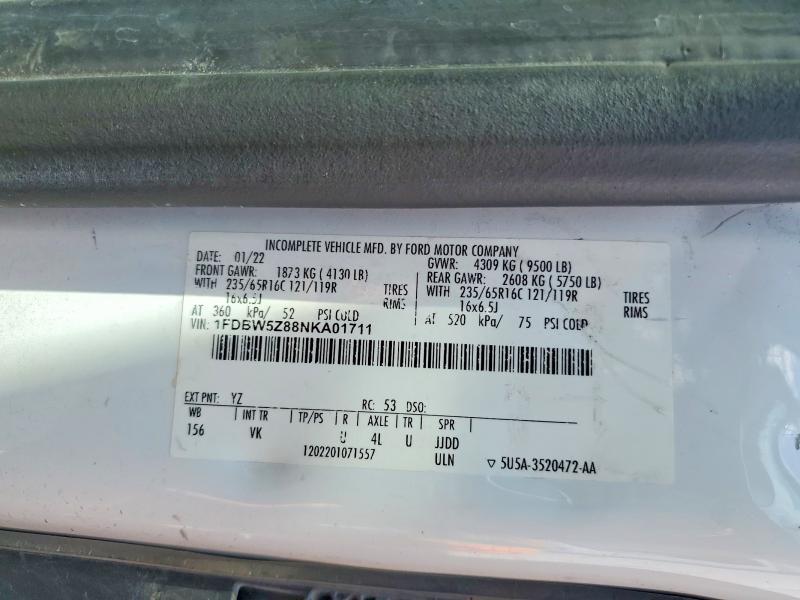 INCOMPLETE VEHICLE MFD. BY FORD MOTOR COMPANY
DATE: 01/22 GVWR: 4309 KG ( 9500 LB)
FRONT GAWR: 1873 KG ( 4130 LB) REAR GAWR: 2608 KG ( 5750 LB)
WITH 235/65R16C 121/119R TIRES WITH 235/65R16C 121/119R TIRES
16x6.5J RIMS 16x6.5J RIMS
AT 360 kPa/ 52 PSI COLD AT 520 kPa/ 75 PSI COLD
VIN: 1FDBW5Z88NKA01711
EXT PNT: YZ RC: 53 DSO:
WB INT TR TP/PS R AXLE TR SPR
156 VK U 4L U JJDD
1202201071557 ULN ▽ 5U5A-3520472-AA